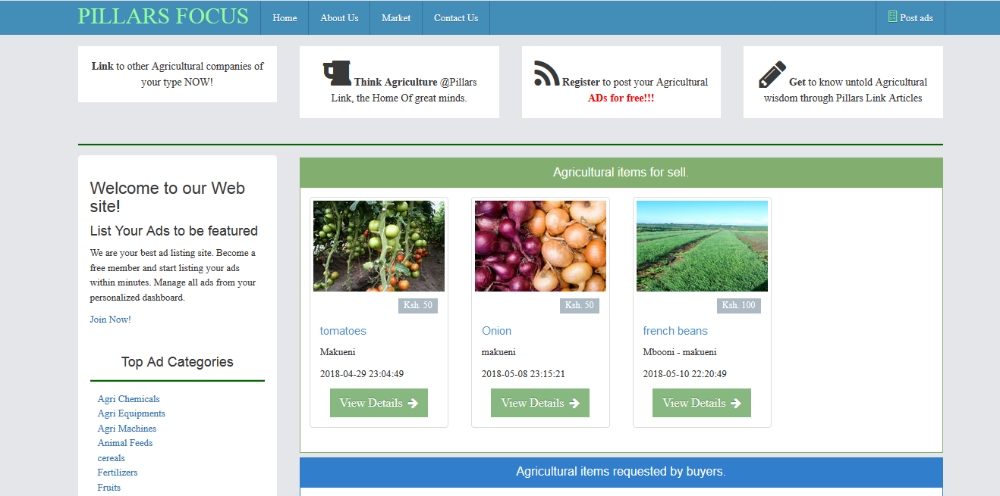 PILLARS FOCUS
Home
About Us
Market
Contact Us
Post ads
Link to other Agricultural companies of
your type NOW!
Think Agriculture @Pillars
Link, the Home Of great minds.
Register to post your Agricultural
ADs for free!!!
Get to know untold Agricultural
wisdom through Pillars Link Articles
Welcome to our Web
site!
List Your Ads to be featured
We are your best ad listing site. Become a
free member and start listing your ads
within minutes. Manage all ads from your
personalized dashboard.
Join Now!
Top Ad Categories
Agri Chemicals
Agri Equipments
Agri Machines
Animal Feeds
cereals
Fertilizers
Fruits
Agricultural items for sell.
Ksh. 50
tomatoes
Makueni
2018-04-29 23:04:49
View Details
Ksh. 50
Onion
makueni
2018-05-08 23:15:21
View Details
Ksh. 100
french beans
Mbooni - makueni
2018-05-10 22:20:49
View Details
Agricultural items requested by buyers.